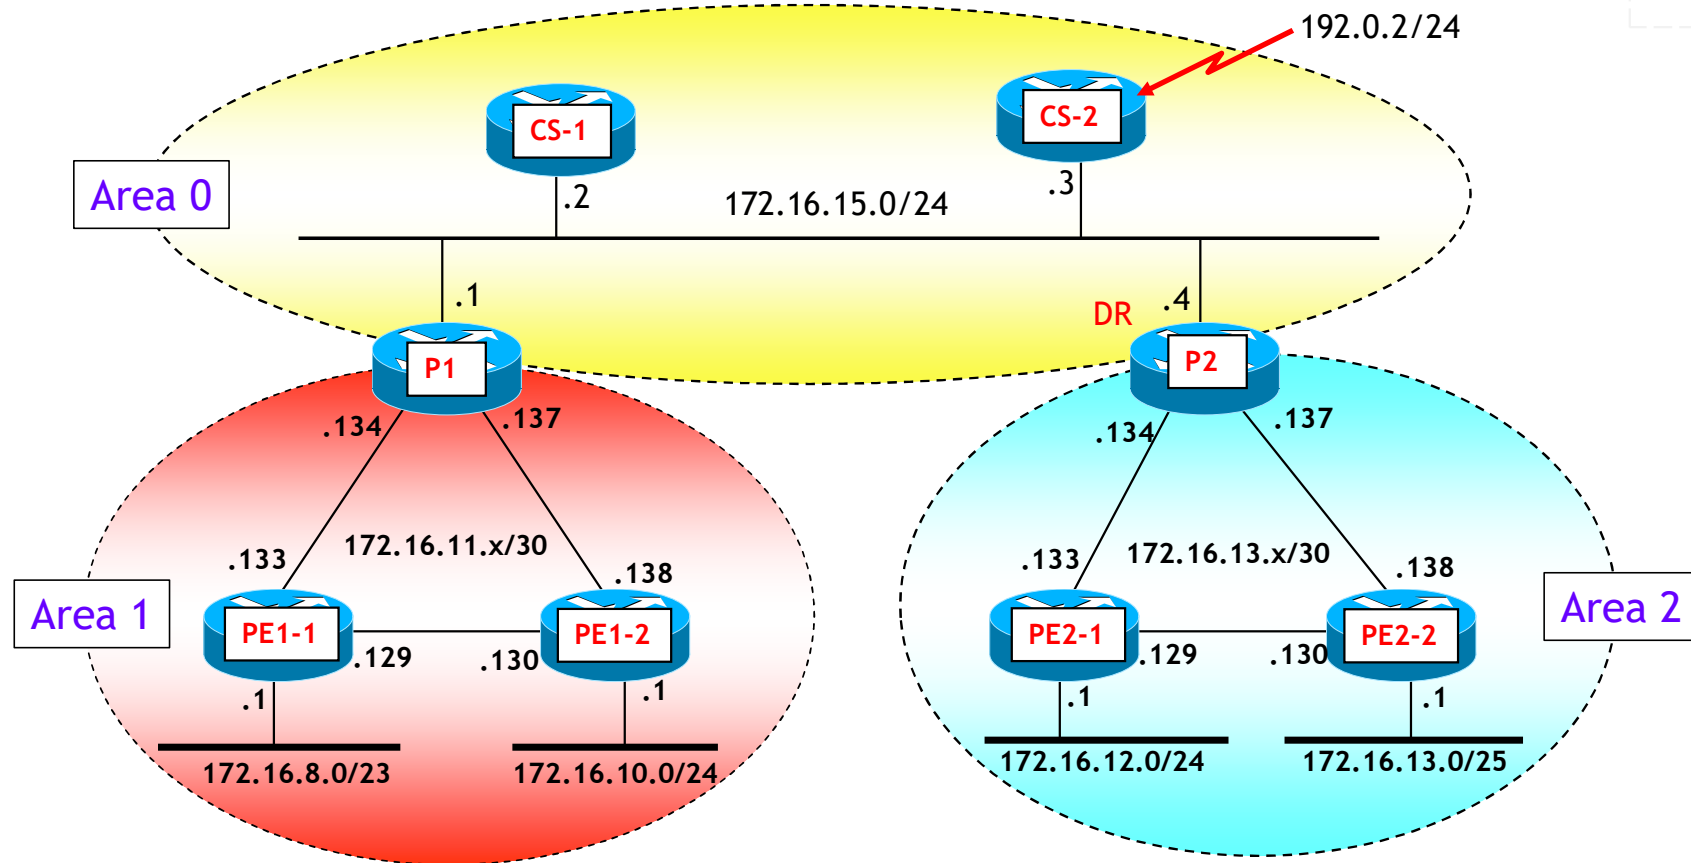 192.0.2/24
CS-1
CS-2
Area 0
.2
172.16.15.0/24
.3
.1
DR
.4
P1
P2
.134
.137
.134
.137
.133
172.16.11.x/30
.138
.133
172.16.13.x/30
.138
Area 1
PE1-1
PE1-2
PE2-1
PE2-2
Area 2
.129
.130
.129
.130
.1
.1
.1
.1
172.16.8.0/23
172.16.10.0/24
172.16.12.0/24
172.16.13.0/25